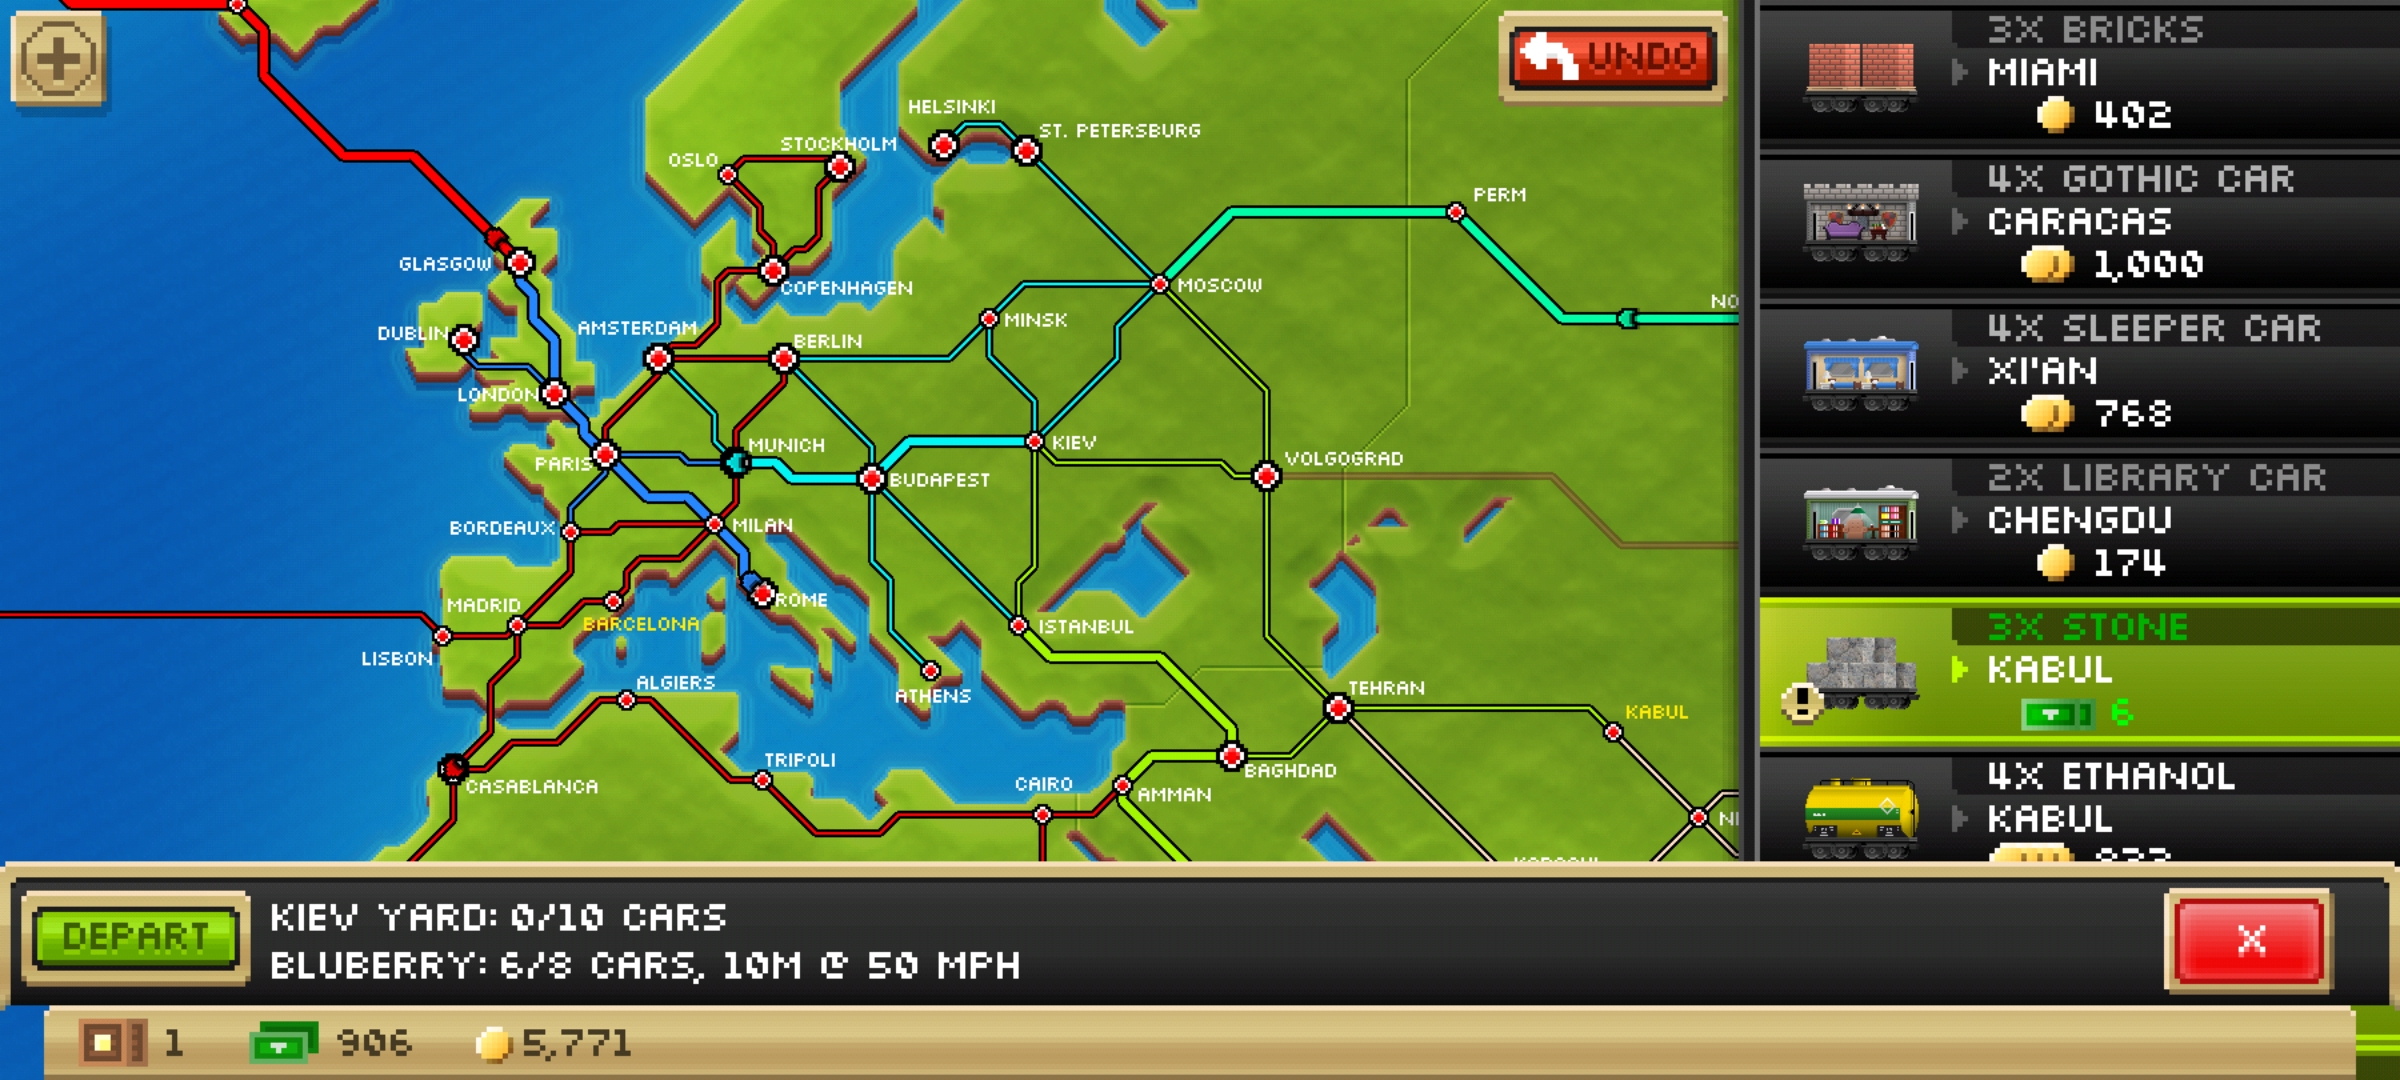 UNDO
HELSINKI
ST. PETERSBURG
STOCKHOLM
OSLO
PERM
GLASGOW
COPENHAGEN
MOSCOW
NO
DUBLIN
AMSTERDAM
BERLIN
MINSK
LONDON
PARIS
MUNICH
KIEV
BUDAPEST
VOLGOGRAD
BORDEAUX
MILAN
MADRID
BARCELONA
ROME
ISTANBUL
LISBON
ALGIERS
ATHENS
TEHRAN
KABUL
CASABLANCA
TRIPOLI
CAIRO
AMMAN
BAGHDAD
3X BRICKS
MIAMI
402
4X GOTHIC CAR
CARACAS
1,000
4X SLEEPER CAR
XI'AN
768
2X LIBRARY CAR
CHENGDU
174
3X STONE
KABUL
6
4X ETHANOL
KABUL
DEPART
KIEV YARD: 0/10 CARS
BLUBERRY: 6/8 CARS, 10M @ 50 MPH
X
1
906
5,771